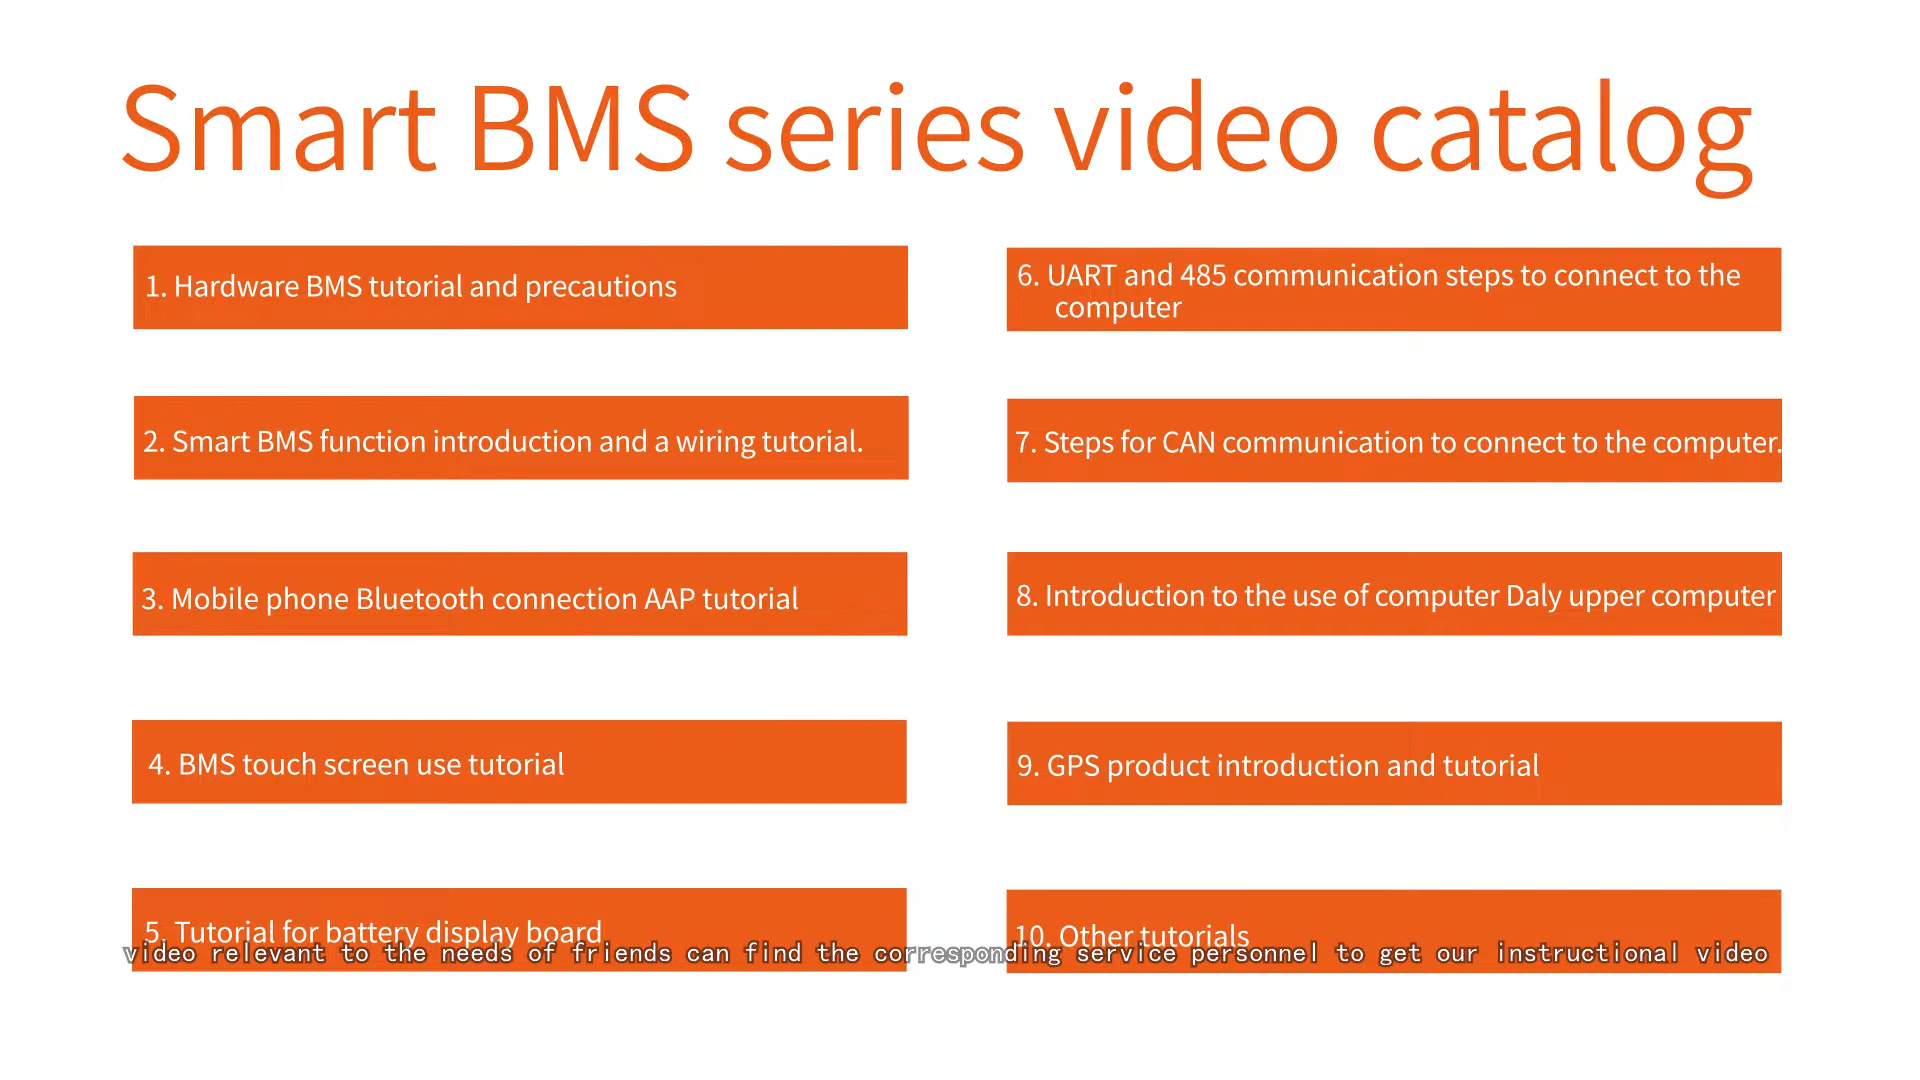 Smart BMS series video catalog
1. Hardware BMS tutorial and precautions
2. Smart BMS function introduction and a wiring tutorial.
3. Mobile phone Bluetooth connection AAP tutorial
4. BMS touch screen use tutorial
5. Tutorial for battery display board
6. UART and 485 communication steps to connect to the
computer
7. Steps for CAN communication to connect to the computer.
8. Introduction to the use of computer Daly upper computer
9. GPS product introduction and tutorial
10. Other tutorials
video relevant to the needs of friends can find the corresponding service personnel to get our instructional video